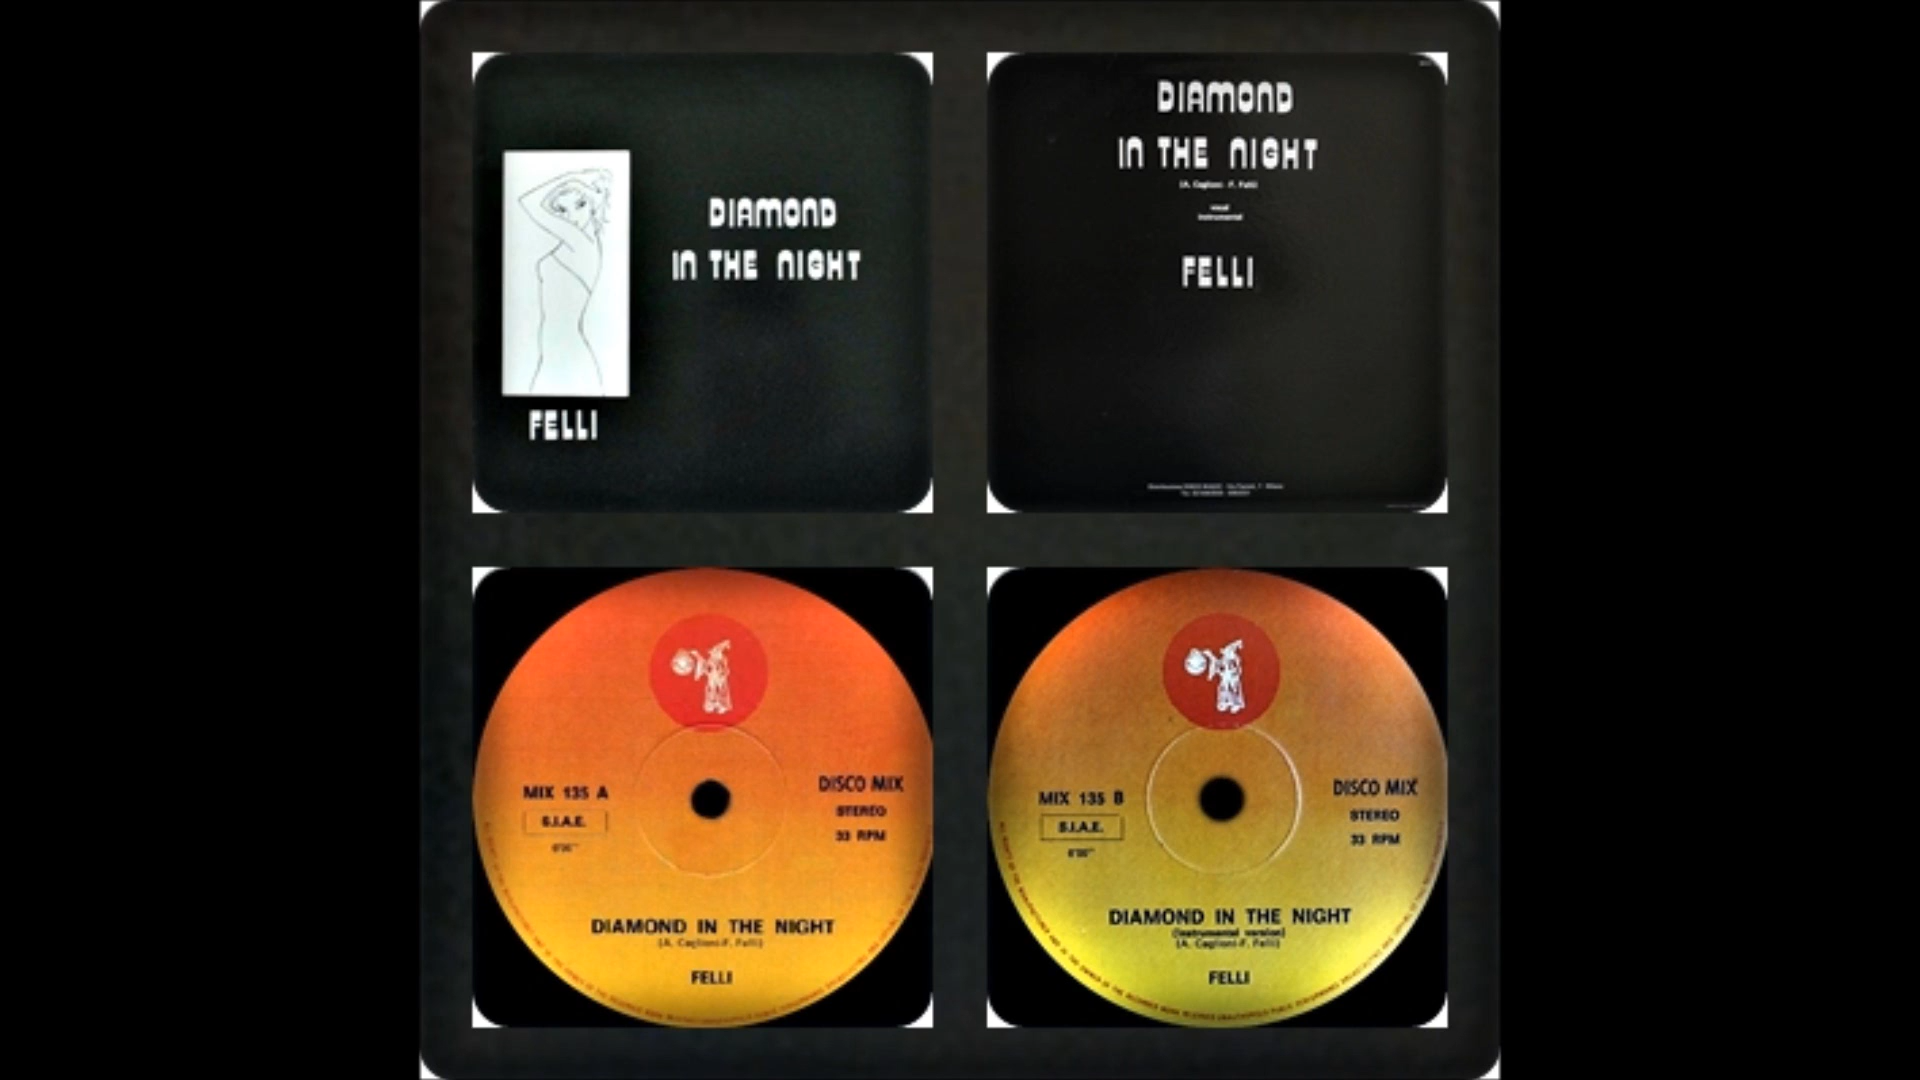 DIAMOND
IN THE NIGHT
FELLI
DIAMOND
IN THE NIGHT
(A. Caglioni - F. Felli)
vocal
instrumental
FELLI
MIX 135 A
S.I.A.E.
DISCO MIX
STEREO
33 RPM
DIAMOND IN THE NIGHT
(A. Caglioni-F. Felli)
FELLI
MIX 135 B
S.I.A.E.
DISCO MIX
STEREO
33 RPM
DIAMOND IN THE NIGHT
(instrumental version)
(A. Caglioni-F. Felli)
FELLI